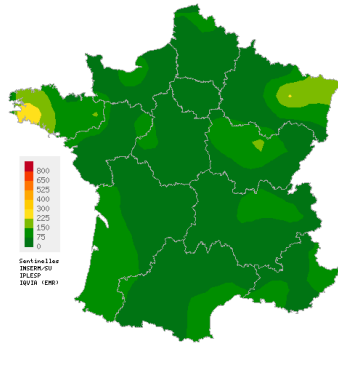 800
650
525
400
300
225
150
75
0
Sentinelles
INSERM/SU
IPLESP
IQVIA (EMR)